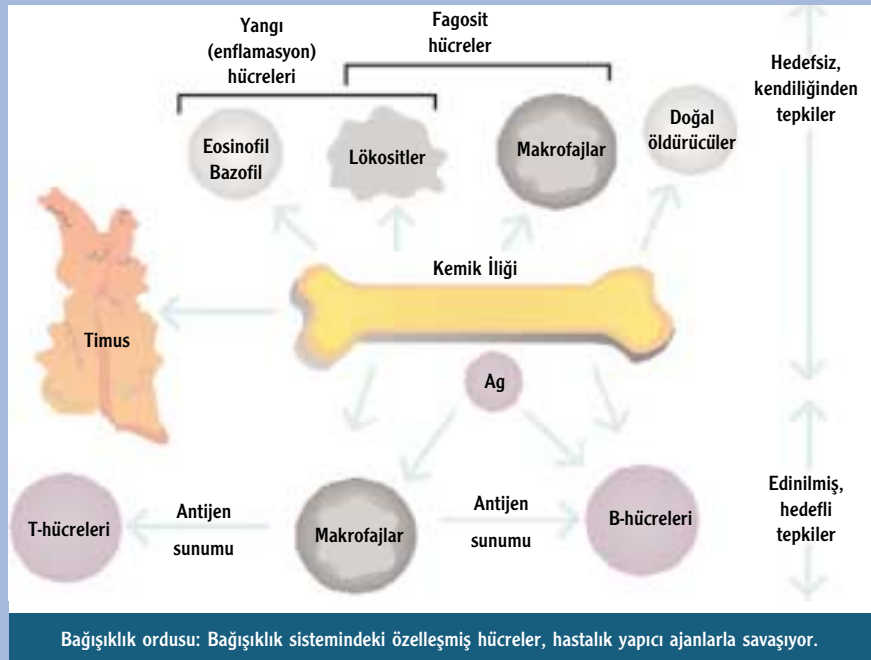 Yangı
(enflamasyon)
hücreleri
Fagosit
hücreler
Hedefsiz,
kendiliğinden
tepkiler
Eosinofil
Bazofil
Lökositler
Makrofajlar
Doğal
öldürücüler
Kemik İliği
Timus
Ag
T-hücreleri
Antijen
sunumu
Makrofajlar
Antijen
sunumu
B-hücreleri
Edinilmiş,
hedefli
tepkiler
Bağışıklık ordusu: Bağışıklık sistemindeki özelleşmiş hücreler, hastalık yapıcı ajanlarla savaşıyor.